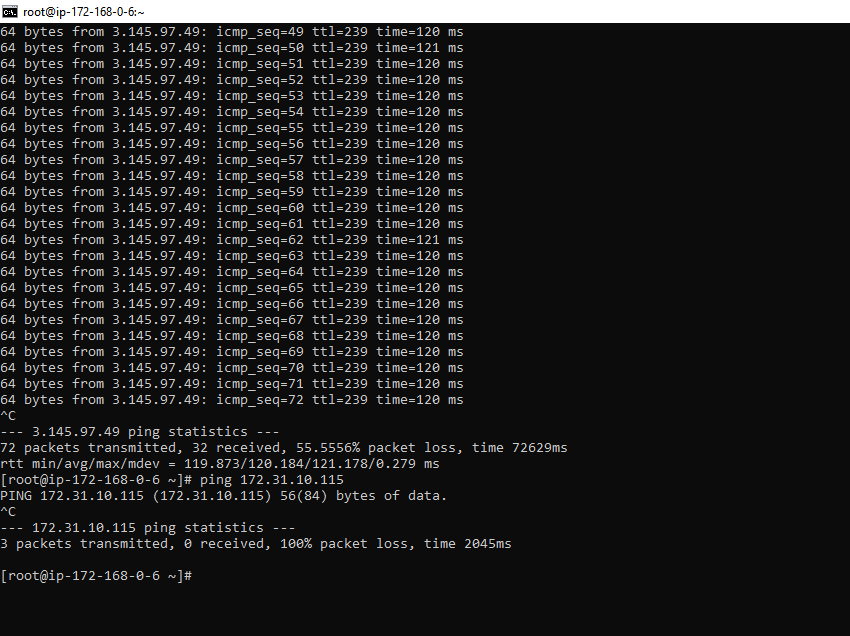 root@ip-172-168-0-6:~
64 bytes from 3.145.97.49: icmp_seq=49 ttl=239 time=120 ms
64 bytes from 3.145.97.49: icmp_seq=50 ttl=239 time=121 ms
64 bytes from 3.145.97.49: icmp_seq=51 ttl=239 time=120 ms
64 bytes from 3.145.97.49: icmp_seq=52 ttl=239 time=120 ms
64 bytes from 3.145.97.49: icmp_seq=53 ttl=239 time=120 ms
64 bytes from 3.145.97.49: icmp_seq=54 ttl=239 time=120 ms
64 bytes from 3.145.97.49: icmp_seq=55 ttl=239 time=120 ms
64 bytes from 3.145.97.49: icmp_seq=56 ttl=239 time=120 ms
64 bytes from 3.145.97.49: icmp_seq=57 ttl=239 time=120 ms
64 bytes from 3.145.97.49: icmp_seq=58 ttl=239 time=120 ms
64 bytes from 3.145.97.49: icmp_seq=59 ttl=239 time=120 ms
64 bytes from 3.145.97.49: icmp_seq=60 ttl=239 time=120 ms
64 bytes from 3.145.97.49: icmp_seq=61 ttl=239 time=120 ms
64 bytes from 3.145.97.49: icmp_seq=62 ttl=239 time=121 ms
64 bytes from 3.145.97.49: icmp_seq=63 ttl=239 time=120 ms
64 bytes from 3.145.97.49: icmp_seq=64 ttl=239 time=120 ms
64 bytes from 3.145.97.49: icmp_seq=65 ttl=239 time=120 ms
64 bytes from 3.145.97.49: icmp_seq=66 ttl=239 time=120 ms
64 bytes from 3.145.97.49: icmp_seq=67 ttl=239 time=120 ms
64 bytes from 3.145.97.49: icmp_seq=68 ttl=239 time=120 ms
64 bytes from 3.145.97.49: icmp_seq=69 ttl=239 time=120 ms
64 bytes from 3.145.97.49: icmp_seq=70 ttl=239 time=120 ms
64 bytes from 3.145.97.49: icmp_seq=71 ttl=239 time=120 ms
64 bytes from 3.145.97.49: icmp_seq=72 ttl=239 time=120 ms
^C
--- 3.145.97.49 ping statistics ---
72 packets transmitted, 32 received, 55.5556% packet loss, time 72629ms
rtt min/avg/max/mdev = 119.873/120.184/121.178/0.279 ms
[root@ip-172-168-0-6 ~]# ping 172.31.10.115
PING 172.31.10.115 (172.31.10.115) 56(84) bytes of data.
^C
--- 172.31.10.115 ping statistics ---
3 packets transmitted, 0 received, 100% packet loss, time 2045ms
[root@ip-172-168-0-6 ~]#